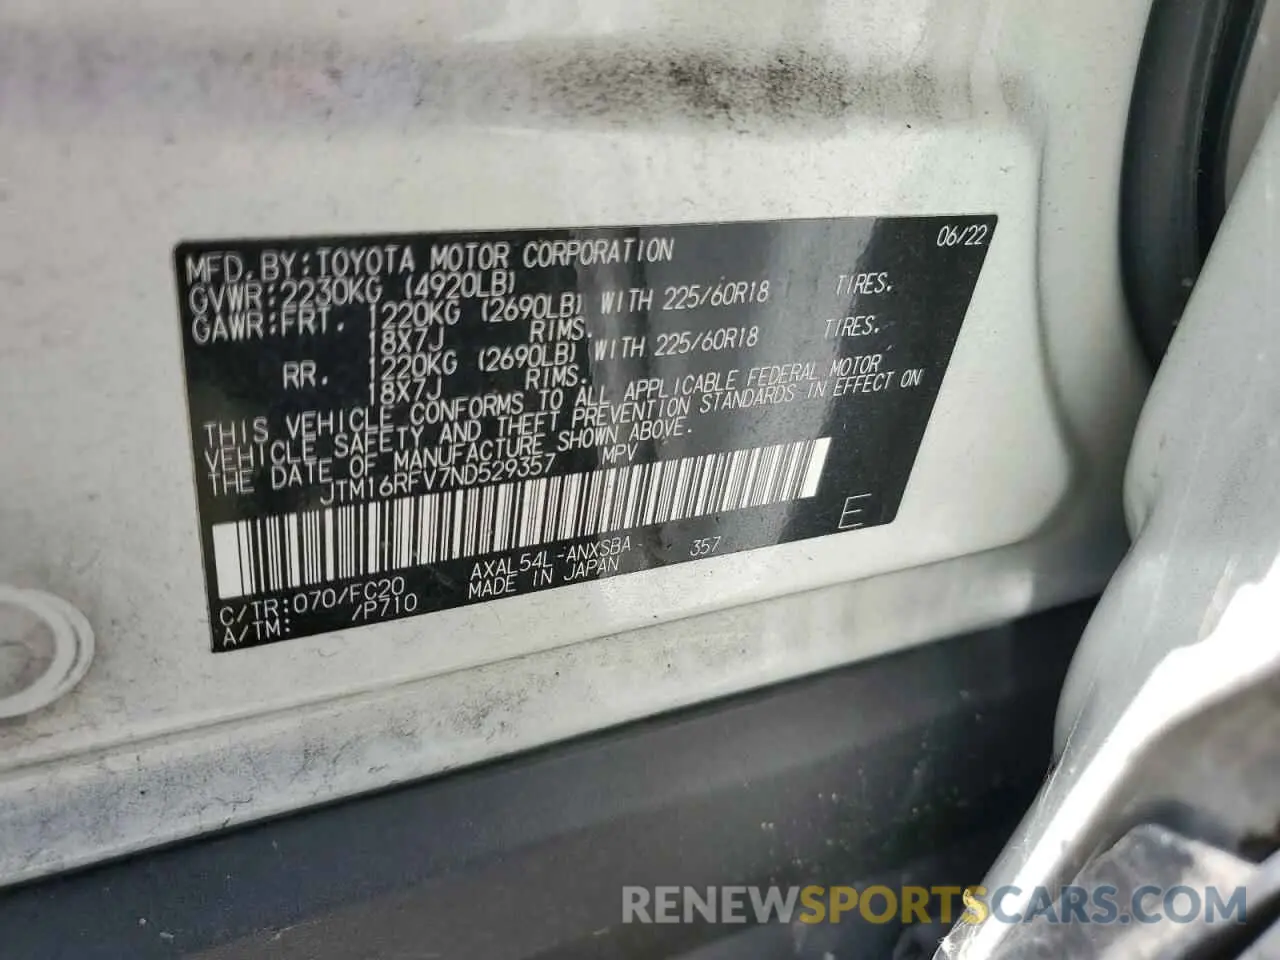 MFD. BY: TOYOTA MOTOR CORPORATION 06/22
GVWR: 2230KG (4920LB)
GAWR: FRT. 1220KG (2690LB) WITH 225/60R18 TIRES.
18X7J RIMS.
RR. 1220KG (2690LB) WITH 225/60R18 TIRES.
18X7J RIMS.
THIS VEHICLE CONFORMS TO ALL APPLICABLE FEDERAL MOTOR
VEHICLE SAFETY AND THEFT PREVENTION STANDARDS IN EFFECT ON
THE DATE OF MANUFACTURE SHOWN ABOVE.
JTM16RFV7ND529357 MPV
E
C/TR: 070/FC20 AXAL54L-ANXSBA 357
A/TM: /P710 MADE IN JAPAN
RENEWSPORTSCARS.COM